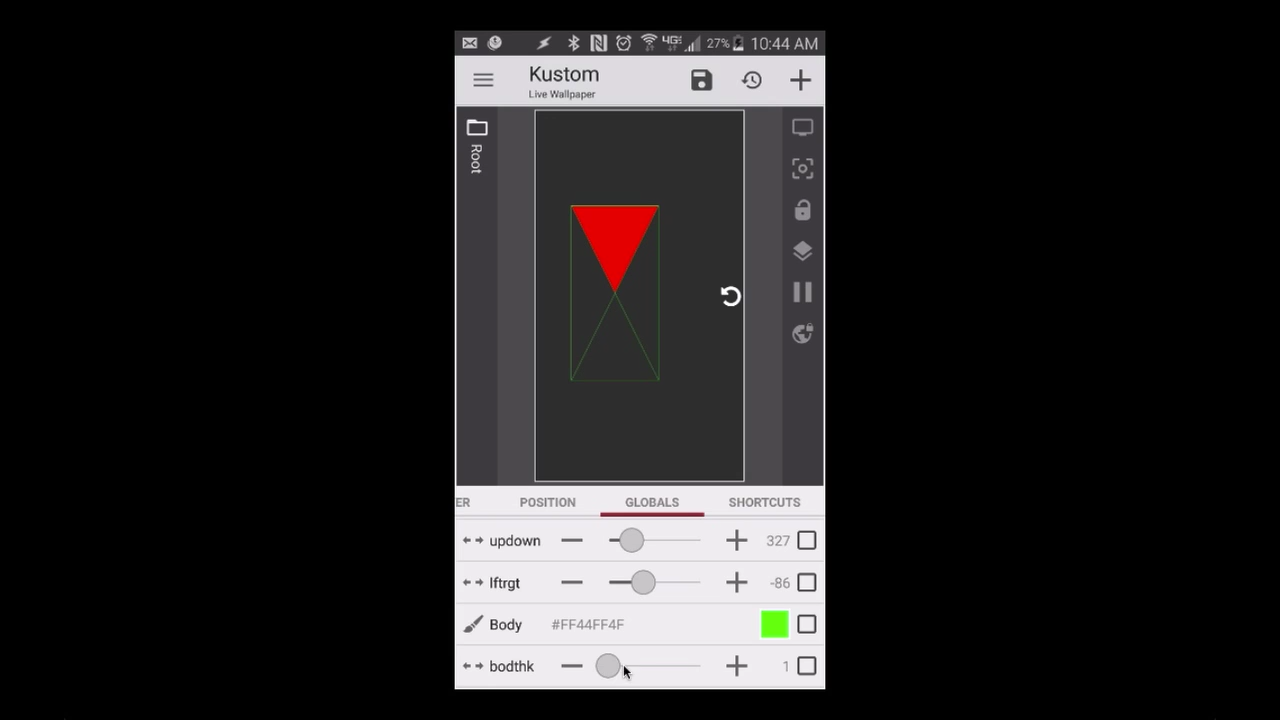 4G 27% 10:44 AM
Kustom
Live Wallpaper
Root
ER POSITION GLOBALS SHORTCUTS
updown 327
lftrgt -86
Body #FF44FF4F
bodthk 1